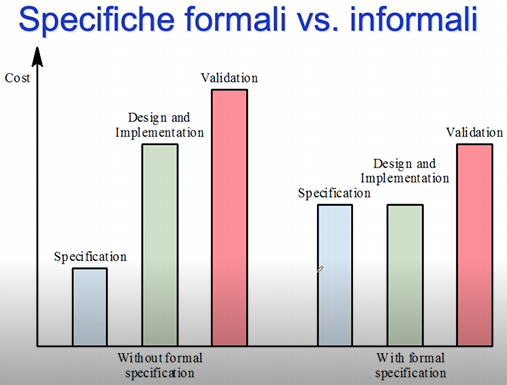 Specifiche formali vs. informali
Cost
Specification
Design and
Implementation
Validation
Specification
Design and
Implementation
Validation
Without formal
specification
With formal
specification